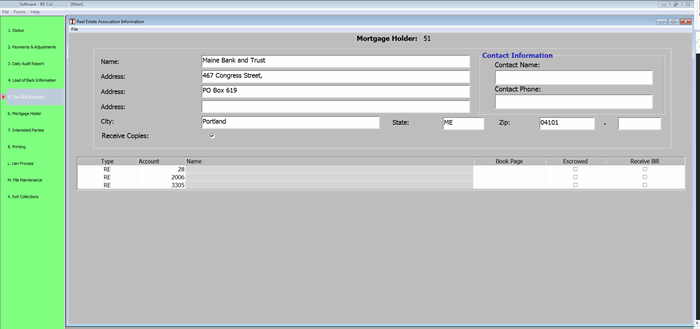 Software - RE Col... [Main]
File Forms Help
Real Estate Association Information
File
1. Status
2. Payments & Adjustments
3. Daily Audit Report
4. Load of Back Information
6. Mortgage Holder
7. Interested Parties
8. Printing
L. Lien Process
M. File Maintenance
X. Exit Collections
Mortgage Holder: 51
Name: Maine Bank and Trust
Address: 467 Congress Street,
Address: PO Box 619
Address:
City: Portland State: ME Zip: 04101 -
Receive Copies:
Contact Information
Contact Name:
Contact Phone:
Type Account Name Book Page Escrowed Receive Bill
RE 28
RE 2006
RE 3305